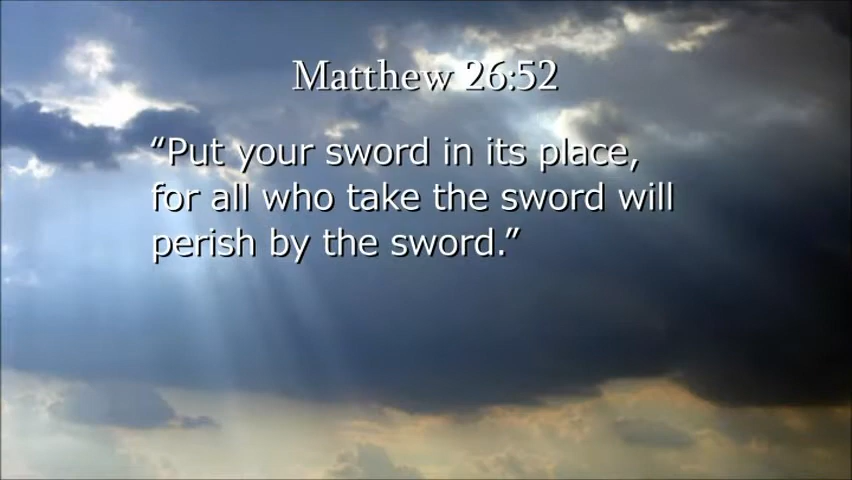 Matthew 26:52
“Put your sword in its place,
for all who take the sword will
perish by the sword.”